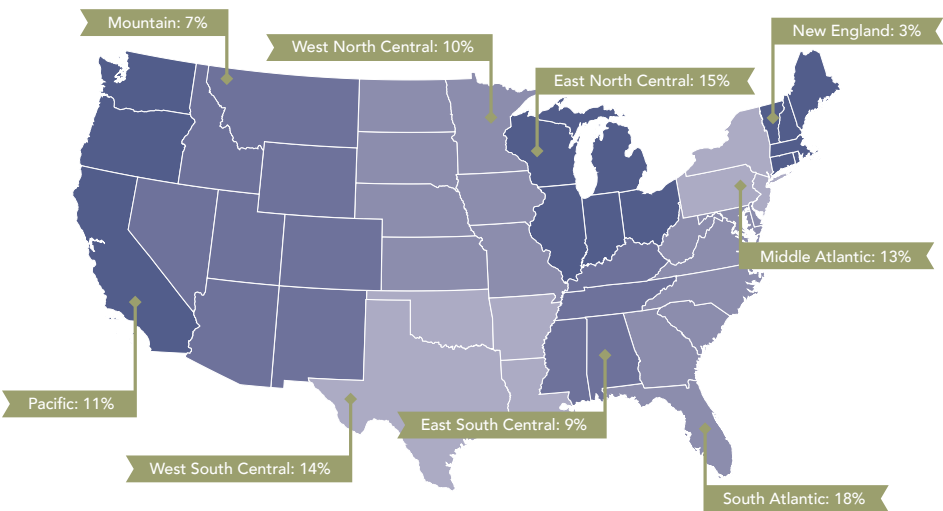 Mountain: 7%
New England: 3%
West North Central: 10%
East North Central: 15%
Middle Atlantic: 13%
Pacific: 11%
East South Central: 9%
West South Central: 14%
South Atlantic: 18%